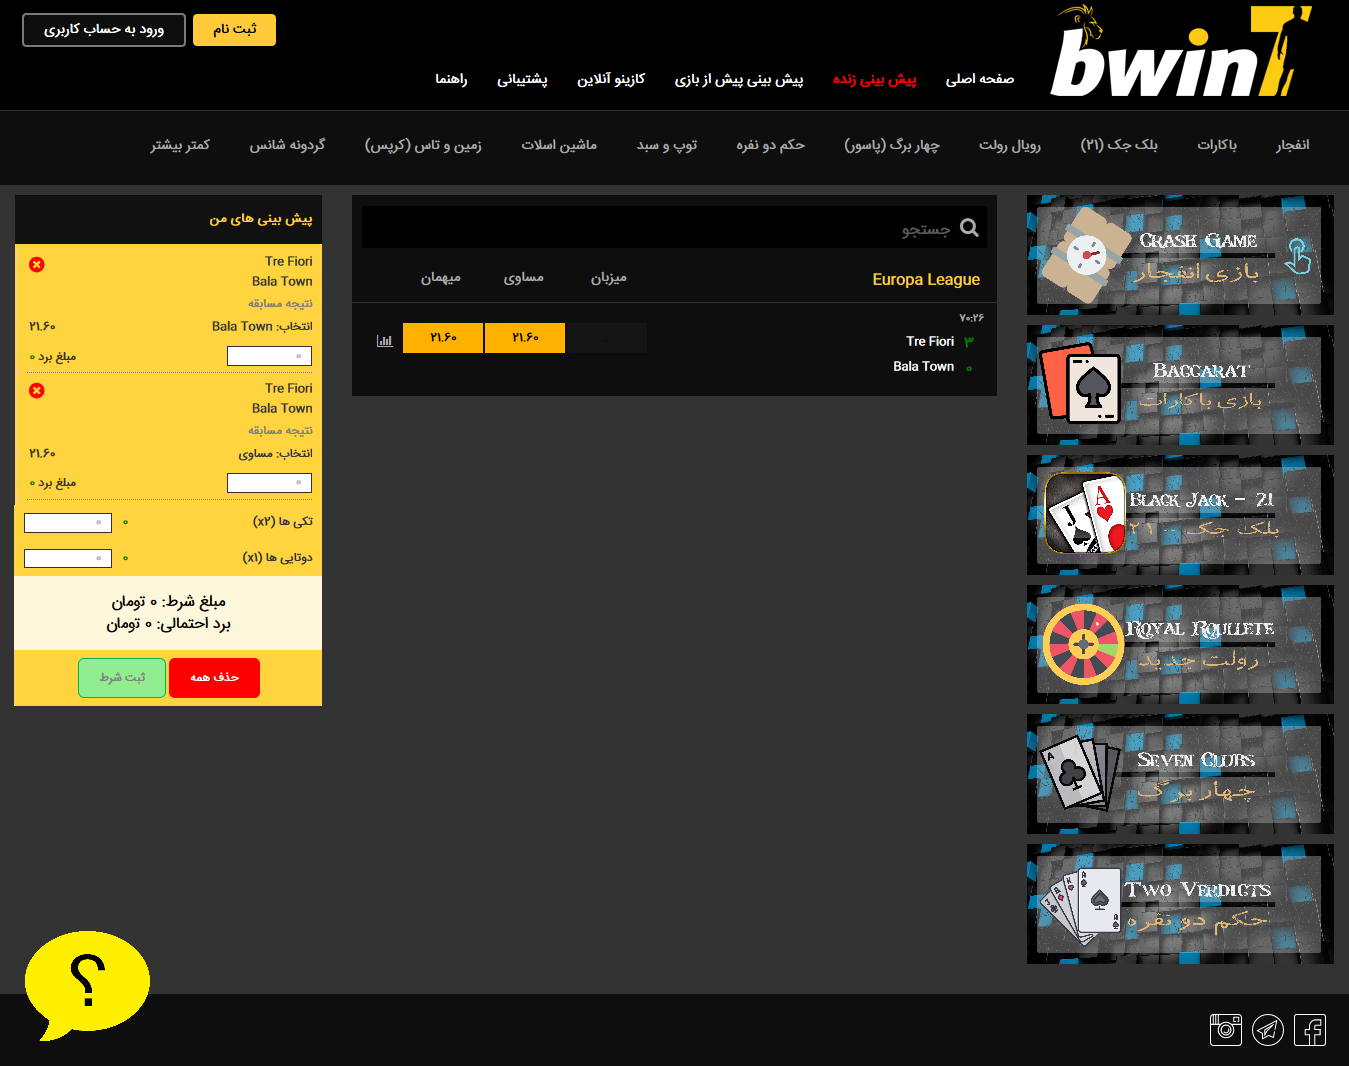 ورود به حساب کاربری
ثبت نام
bwin7
صفحه اصلی
پیش بینی زنده
پیش بینی پیش از بازی
کازینو آنلاین
پشتیبانی
راهنما
انفجار
باکارات
بلک جک (۲۱)
رویال رولت
چهار برگ (پاسور)
حکم دو نفره
توپ و سبد
ماشین اسلات
زمین و تاس (کرپس)
گردونه شانس
کمتر بیشتر
Crash Game
بازی انفجار
Baccarat
بازی باکارات
Black Jack - 21
بلک جک - ۲۱
Royal Roullete
رولت جدید
Seven Clubs
چهار برگ
Two Verdicts
حکم دو نفره
جستجو
Europa League
میزبان
مساوی
میهمان
۷۰:۲۶
Tre Fiori ۳
Bala Town ۰
۲۱.۶۰
۲۱.۶۰
پیش بینی های من
Tre Fiori
Bala Town
نتیجه مسابقه
انتخاب: Bala Town ۲۱.۶۰
۰ مبلغ برد ۰
Tre Fiori
Bala Town
نتیجه مسابقه
انتخاب: مساوی ۲۱.۶۰
۰ مبلغ برد ۰
تکی ها (x۲) ۰ ۰
دوتایی ها (x۱) ۰ ۰
مبلغ شرط: ۰ تومان
برد احتمالی: ۰ تومان
حذف همه
ثبت شرط
؟